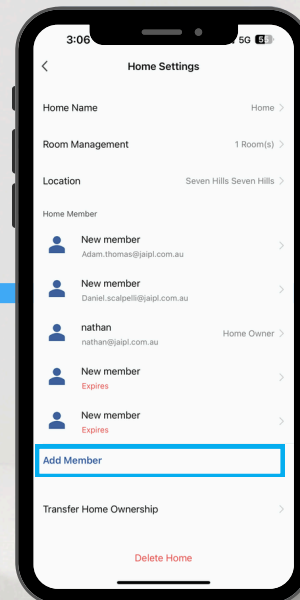 3:06
5G 55
Home Settings
Home Name Home
Room Management 1 Room(s)
Location Seven Hills Seven Hills
Home Member
New member
Adam.thomas@jaipl.com.au
New member
Daniel.scalpelli@jaipl.com.au
nathan
nathan@jaipl.com.au
Home Owner
New member
Expires
New member
Expires
Add Member
Transfer Home Ownership
Delete Home